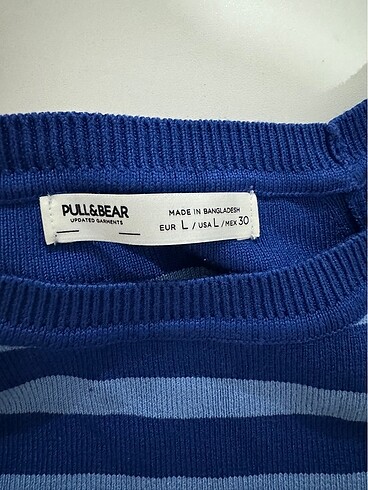 PULL&BEAR
UPDATED GARMENTS
MADE IN BANGLADESH
EUR L / USA L / MEX 30